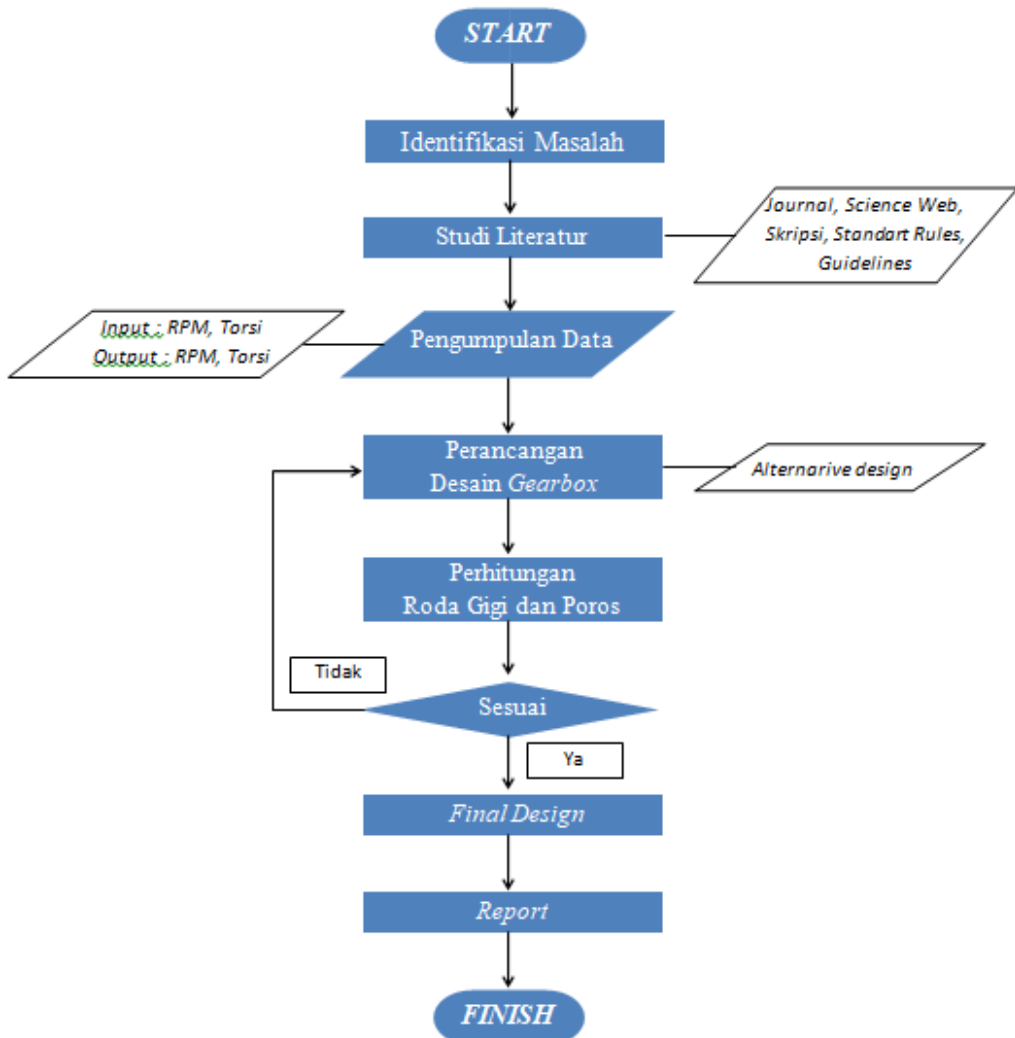 START
Identifikasi Masalah
Studi Literatur
Journal, Science Web,
Skripsi, Standart Rules,
Guidelines
Pengumpulan Data
Input : RPM, Torsi
Output : RPM, Torsi
Perancangan
Desain Gearbox
Alternarive design
Perhitungan
Roda Gigi dan Poros
Tidak
Sesuai
Ya
Final Design
Report
FINISH